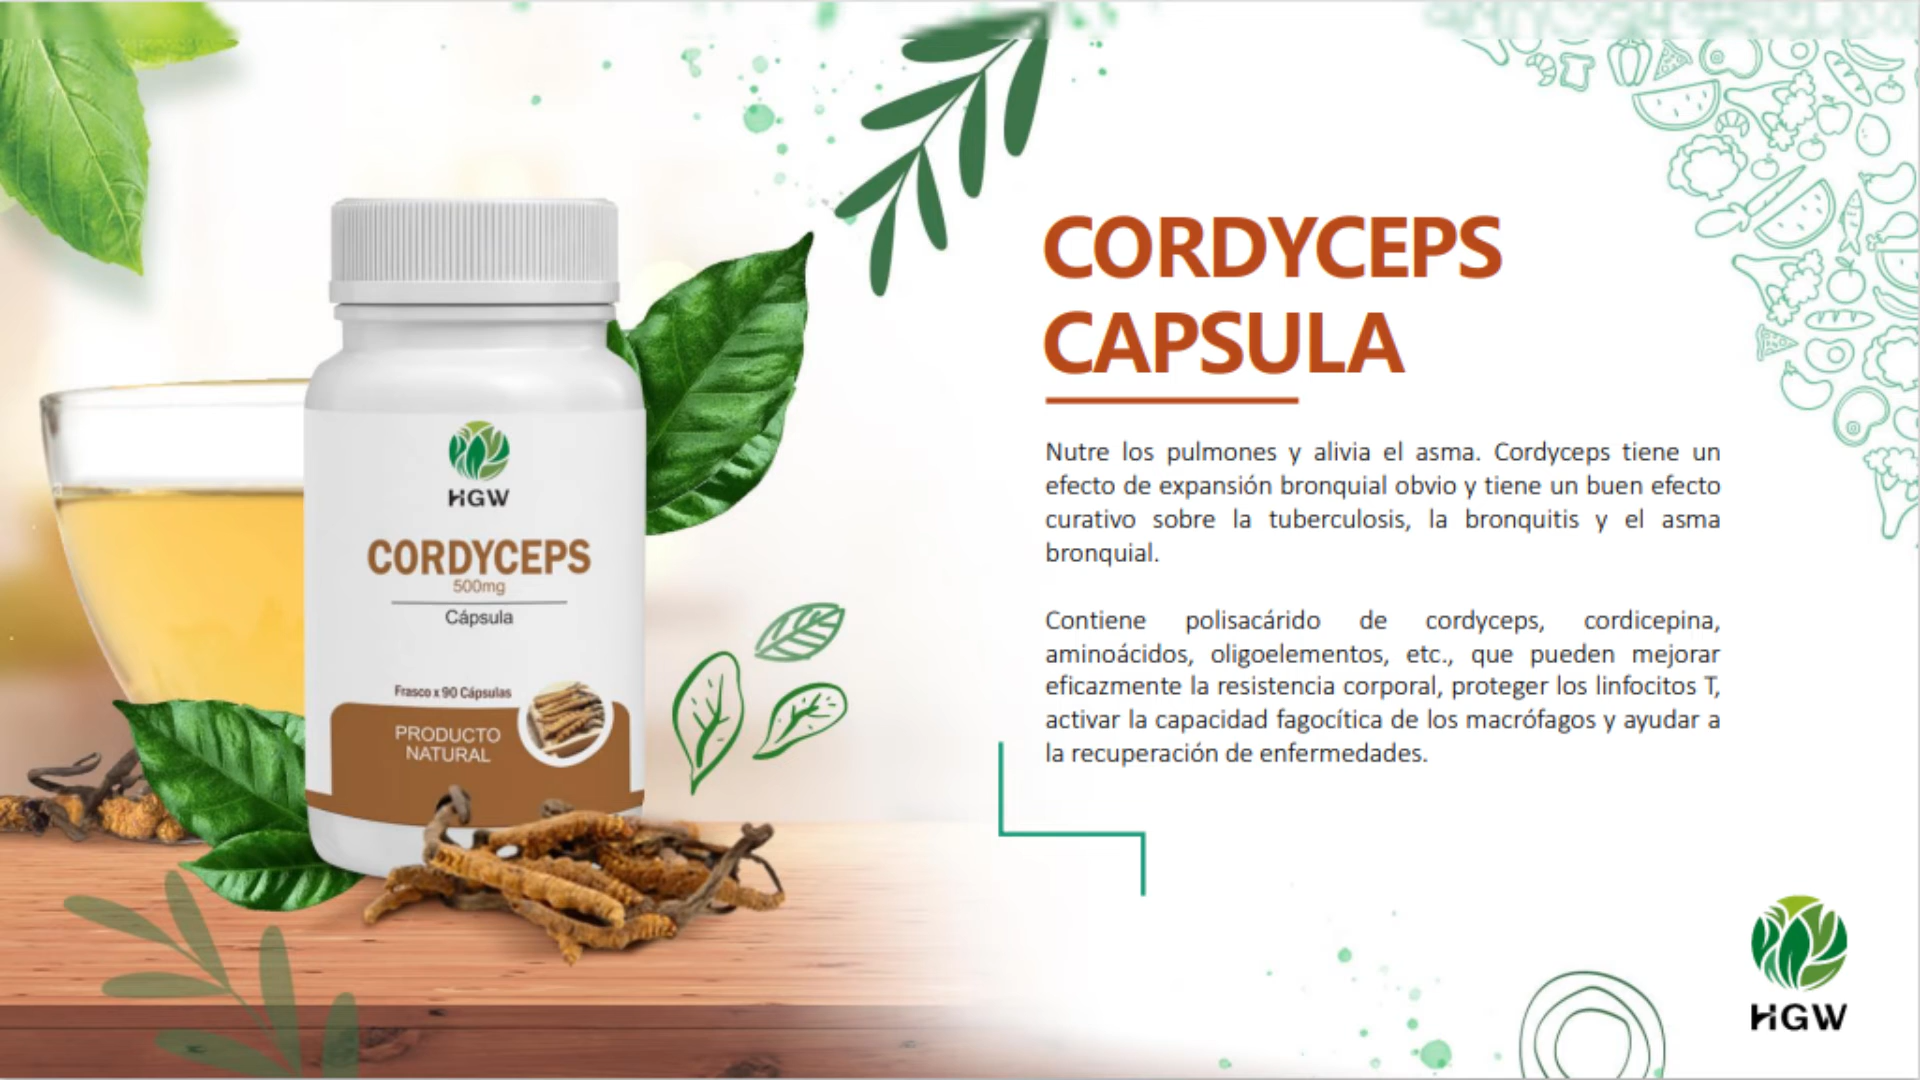 HGW
CORDYCEPS
500mg
Cápsula
Frasco x 90 Cápsulas
PRODUCTO
NATURAL
CORDYCEPS
CAPSULA
Nutre los pulmones y alivia el asma. Cordyceps tiene un
efecto de expansión bronquial obvio y tiene un buen efecto
curativo sobre la tuberculosis, la bronquitis y el asma
bronquial.
Contiene polisacárido de cordyceps, cordicepina,
aminoácidos, oligoelementos, etc., que pueden mejorar
eficazmente la resistencia corporal, proteger los linfocitos T,
activar la capacidad fagocítica de los macrófagos y ayudar a
la recuperación de enfermedades.
HGW